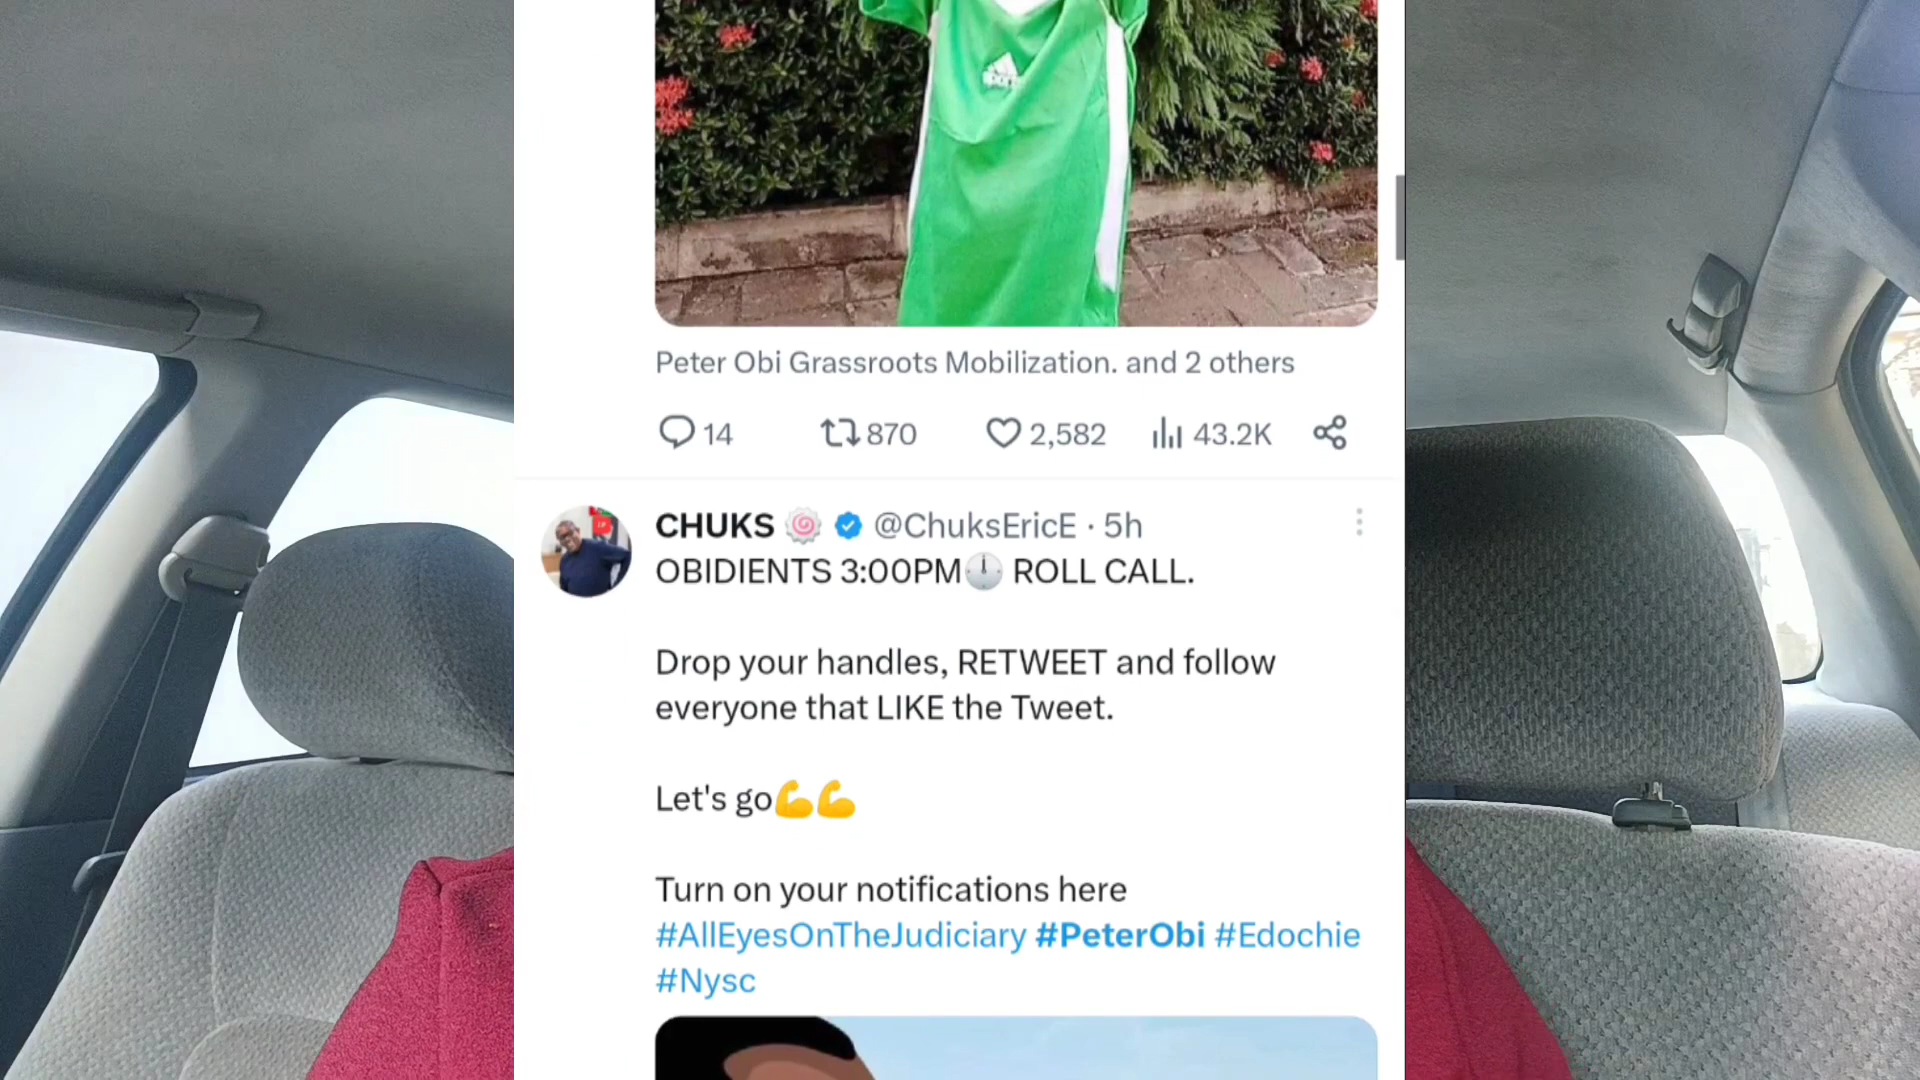 Peter Obi Grassroots Mobilization. and 2 others
14 870 2,582 43.2K
CHUKS @ChuksEricE · 5h
OBIDIENTS 3:00PM🕛 ROLL CALL.
Drop your handles, RETWEET and follow
everyone that LIKE the Tweet.
Let's go💪💪
Turn on your notifications here
#AllEyesOnTheJudiciary #PeterObi #Edochie
#Nysc